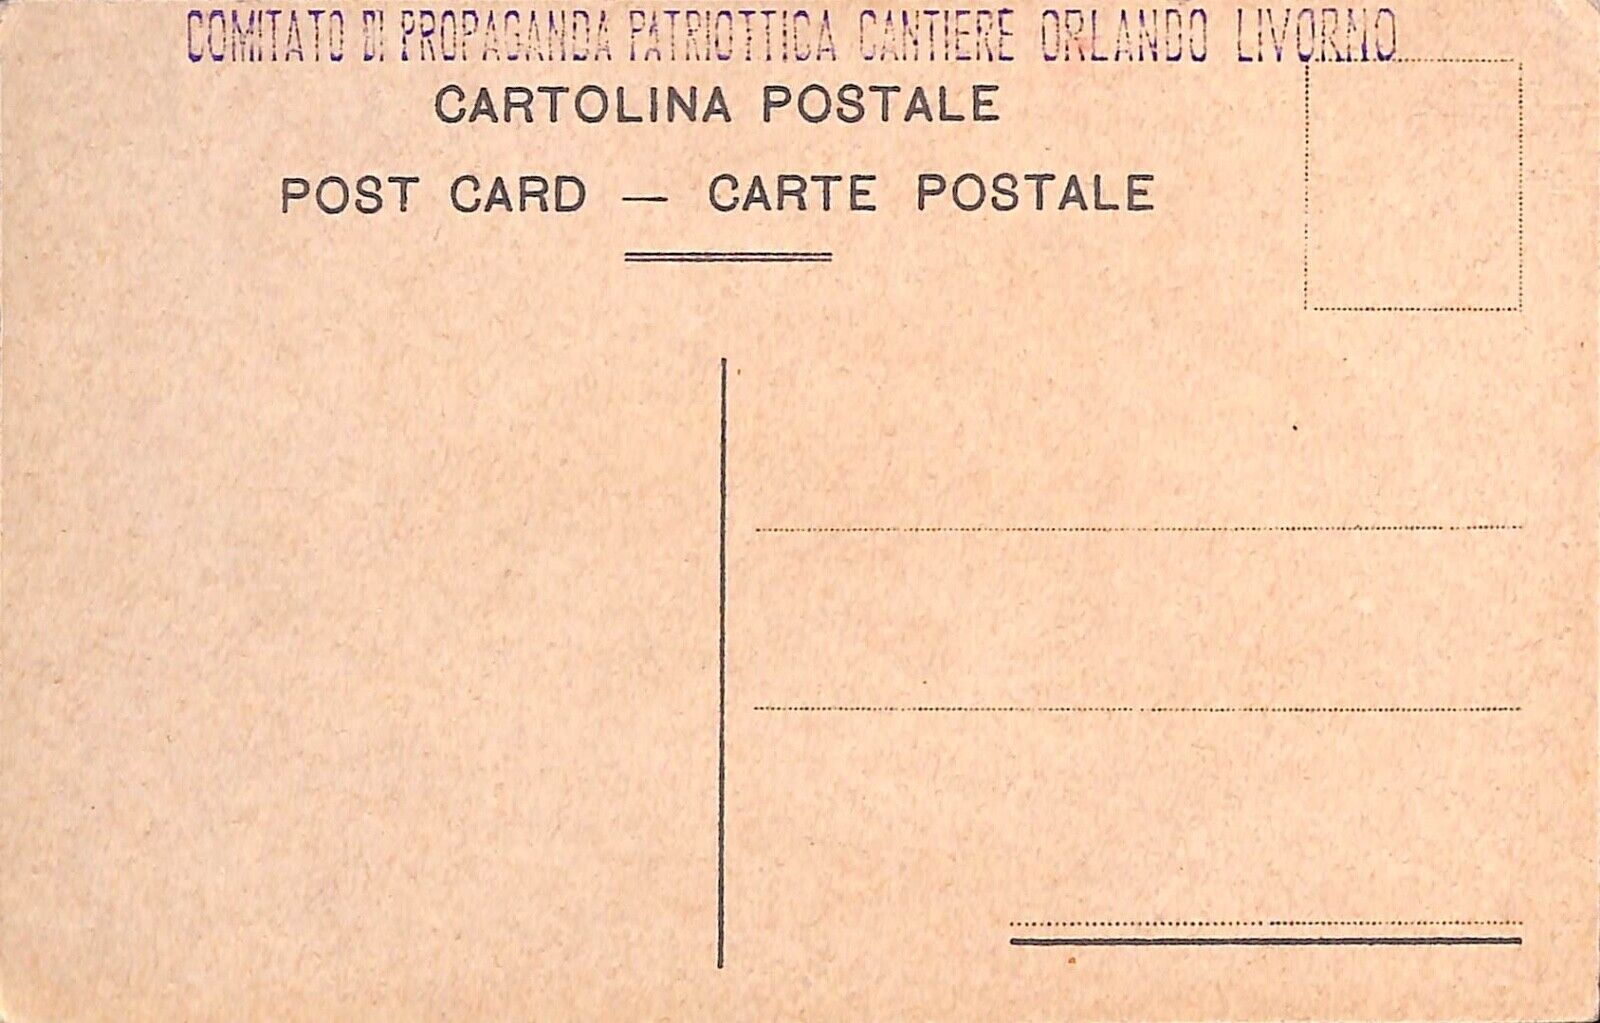 COMITATO DI PROPAGANDA PATRIOTTICA CANTIERE ORLANDO LIVORNO
CARTOLINA POSTALE
POST CARD — CARTE POSTALE